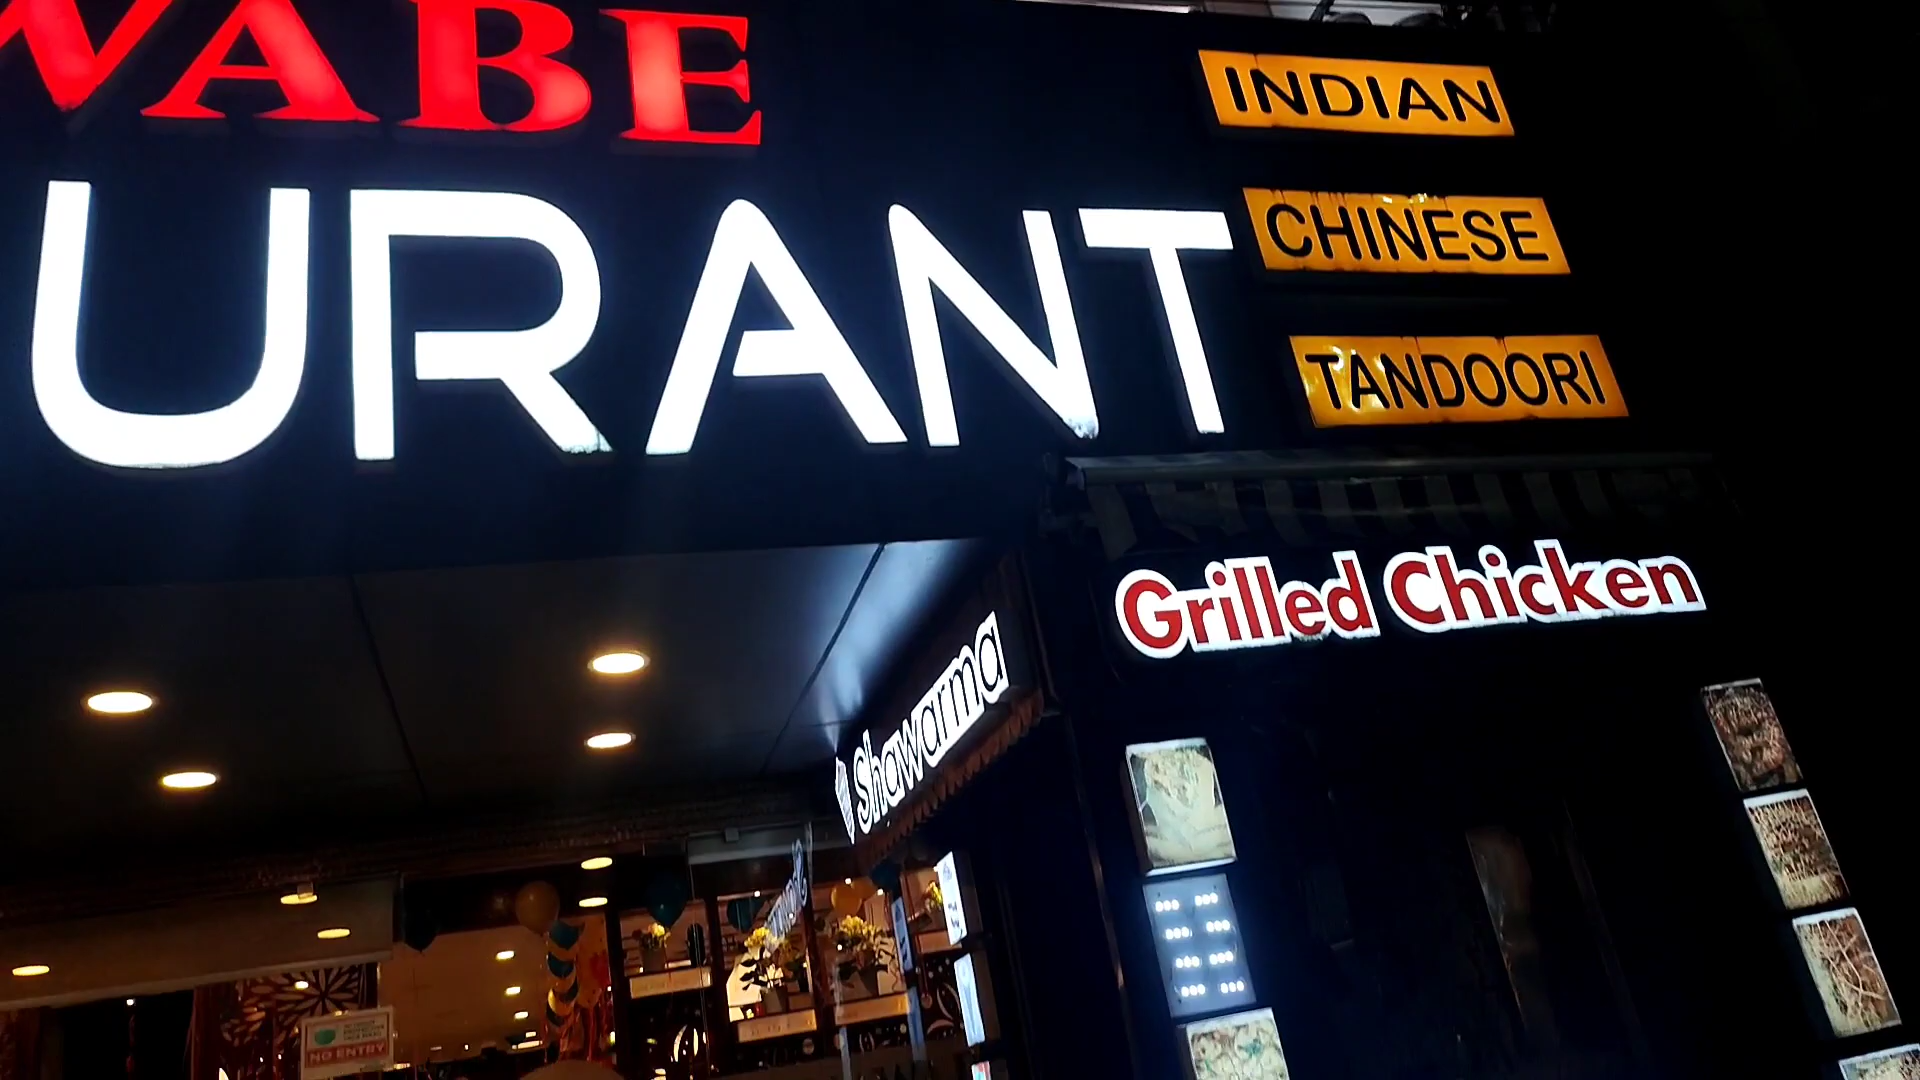 WABE
URANT
INDIAN
CHINESE
TANDOORI
Grilled Chicken
Shawarma
NO ENTRY